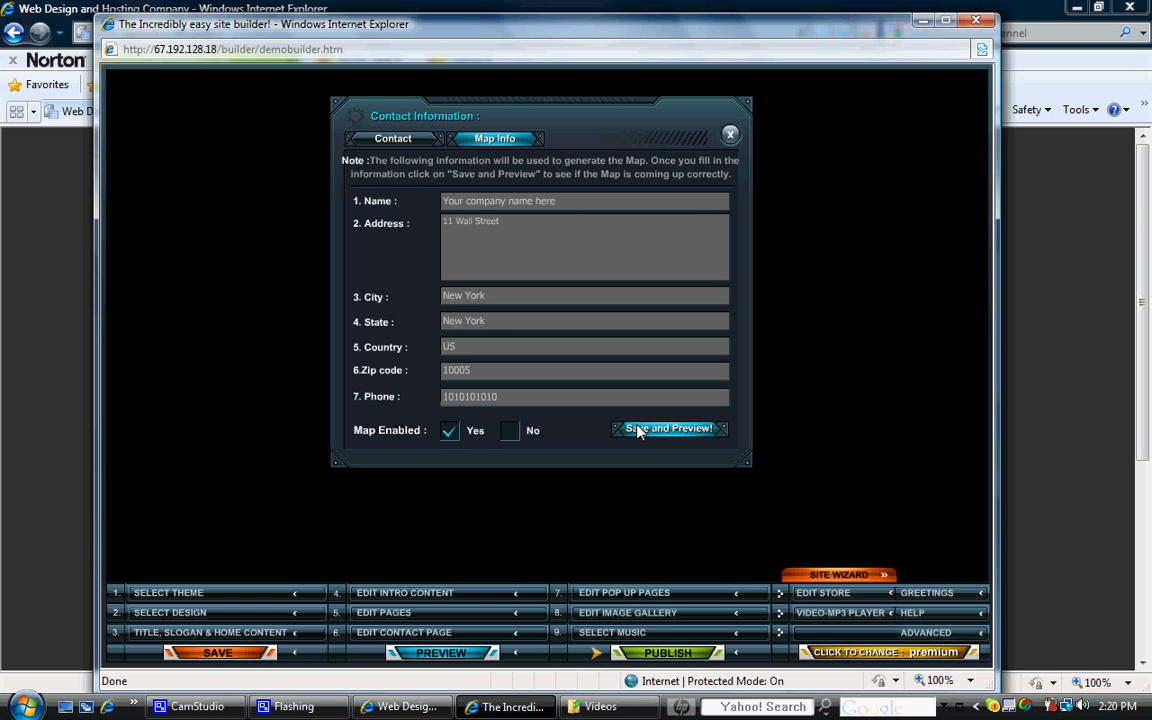 Web Design and Hosting Company - Windows Internet Explorer
The Incredibly easy site builder! - Windows Internet Explorer
http://67.192.128.18/builder/demobuilder.htm
Norton
Favorites
Web D
Safety
Tools
Contact Information :
Contact
Map Info
X
Note :The following information will be used to generate the Map. Once you fill in the
information click on "Save and Preview" to see if the Map is coming up correctly.
1. Name :
Your company name here
2. Address :
11 Wall Street
3. City :
New York
4. State :
New York
5. Country :
US
6.Zip code :
10005
7. Phone :
1010101010
Map Enabled :
Yes
No
Save and Preview!
SITE WIZARD »
1. SELECT THEME
4. EDIT INTRO CONTENT
7. EDIT POP UP PAGES
EDIT STORE
GREETINGS
2. SELECT DESIGN
5. EDIT PAGES
8. EDIT IMAGE GALLERY
VIDEO-MP3 PLAYER
HELP
3. TITLE, SLOGAN & HOME CONTENT
6. EDIT CONTACT PAGE
9. SELECT MUSIC
ADVANCED
SAVE
PREVIEW
PUBLISH
CLICK TO CHANGE : premium
Done
Internet | Protected Mode: On
100%
100%
CamStudio
Flashing
Web Desig...
The Incredi...
Videos
hp
Yahoo! Search
Google
2:20 PM